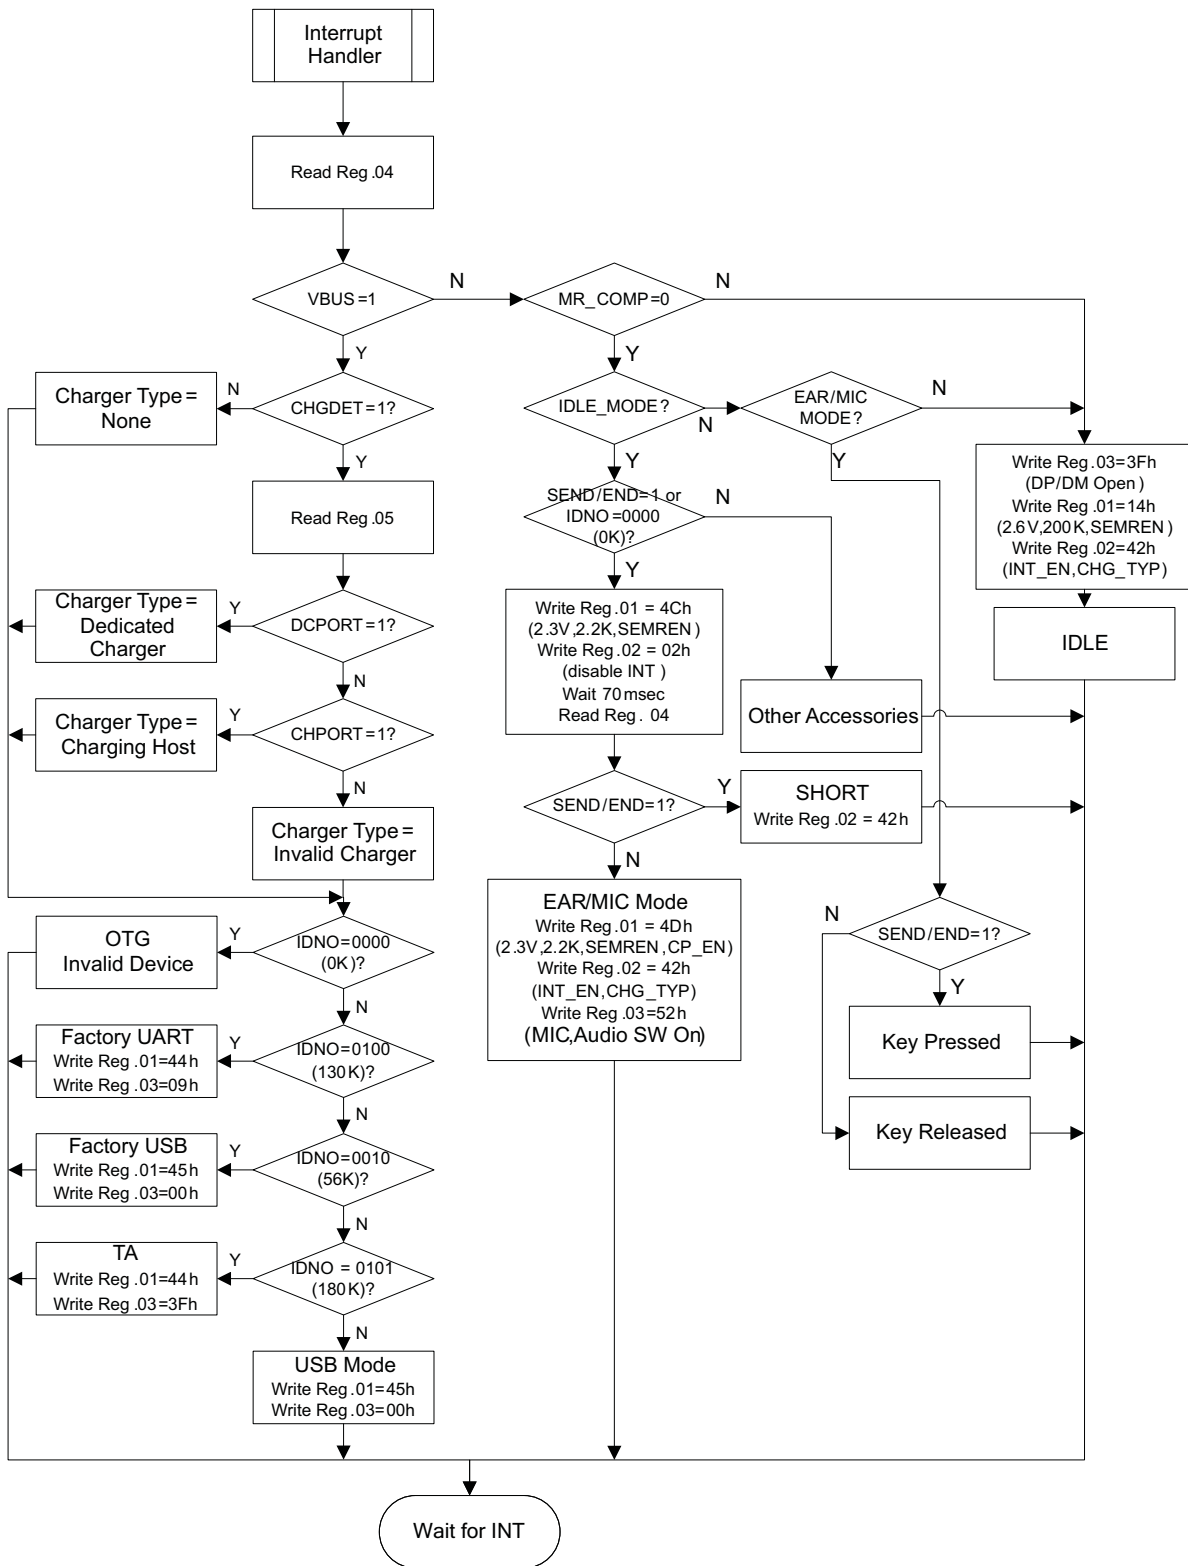 Interrupt
Handler
Read Reg.04
VBUS=1
N
MR_COMP=0
N
Y
Y
Charger Type=
None
N
CHGDET=1?
IDLE_MODE?
N
EAR/MIC
MODE?
N
Y
Y
Y
Write Reg.03=3Fh
(DP/DM Open)
Write Reg.01=14h
(2.6V,200K,SEMREN)
Write Reg.02=42h
(INT_EN,CHG_TYP)
Read Reg.05
SEND/END=1 or
IDNO=0000
(0K)?
N
Y
Charger Type=
Dedicated
Charger
Y
DCPORT=1?
N
Write Reg.01 = 4Ch
(2.3V,2.2K,SEMREN)
Write Reg.02 = 02h
(disable INT)
Wait 70msec
Read Reg. 04
IDLE
Other Accessories
Charger Type=
Charging Host
Y
CHPORT=1?
N
SEND/END=1?
Y
SHORT
Write Reg.02 = 42h
N
Charger Type=
Invalid Charger
EAR/MIC Mode
Write Reg.01 = 4Dh
(2.3V,2.2K,SEMREN,CP_EN)
Write Reg.02 = 42h
(INT_EN,CHG_TYP)
Write Reg.03=52h
(MIC,Audio SW On)
N
SEND/END=1?
Y
OTG
Invalid Device
Y
IDNO=0000
(0K)?
N
Key Pressed
Factory UART
Write Reg.01=44h
Write Reg.03=09h
Y
IDNO=0100
(130K)?
N
Key Released
Factory USB
Write Reg.01=45h
Write Reg.03=00h
Y
IDNO=0010
(56K)?
N
TA
Write Reg.01=44h
Write Reg.03=3Fh
Y
IDNO = 0101
(180K)?
N
USB Mode
Write Reg.01=45h
Write Reg.03=00h
Wait for INT